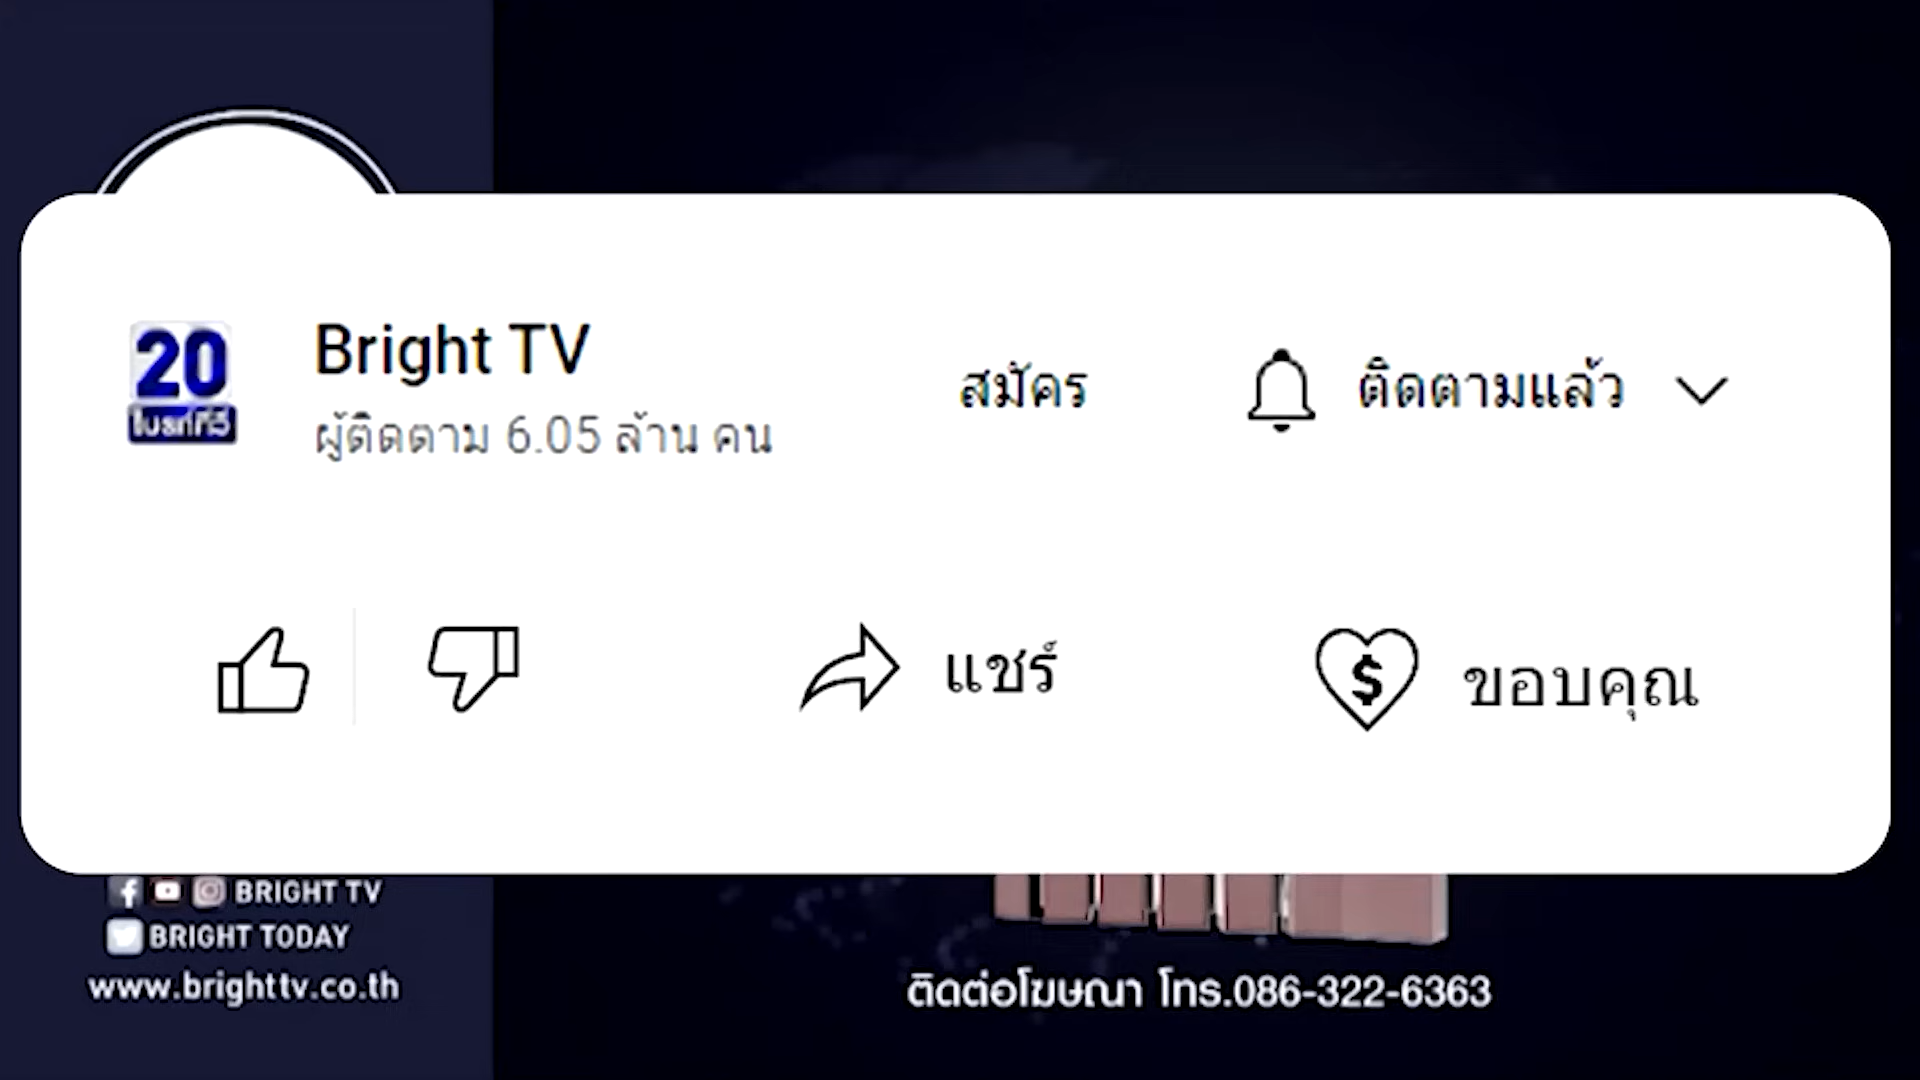 20
ไบรท์ทีวี
Bright TV
ผู้ติดตาม 6.05 ล้าน คน
สมัคร
ติดตามแล้ว
แชร์
$
ขอบคุณ
BRIGHT TV
BRIGHT TODAY
www.brighttv.co.th
ติดต่อโฆษณา โทร.086-322-6363